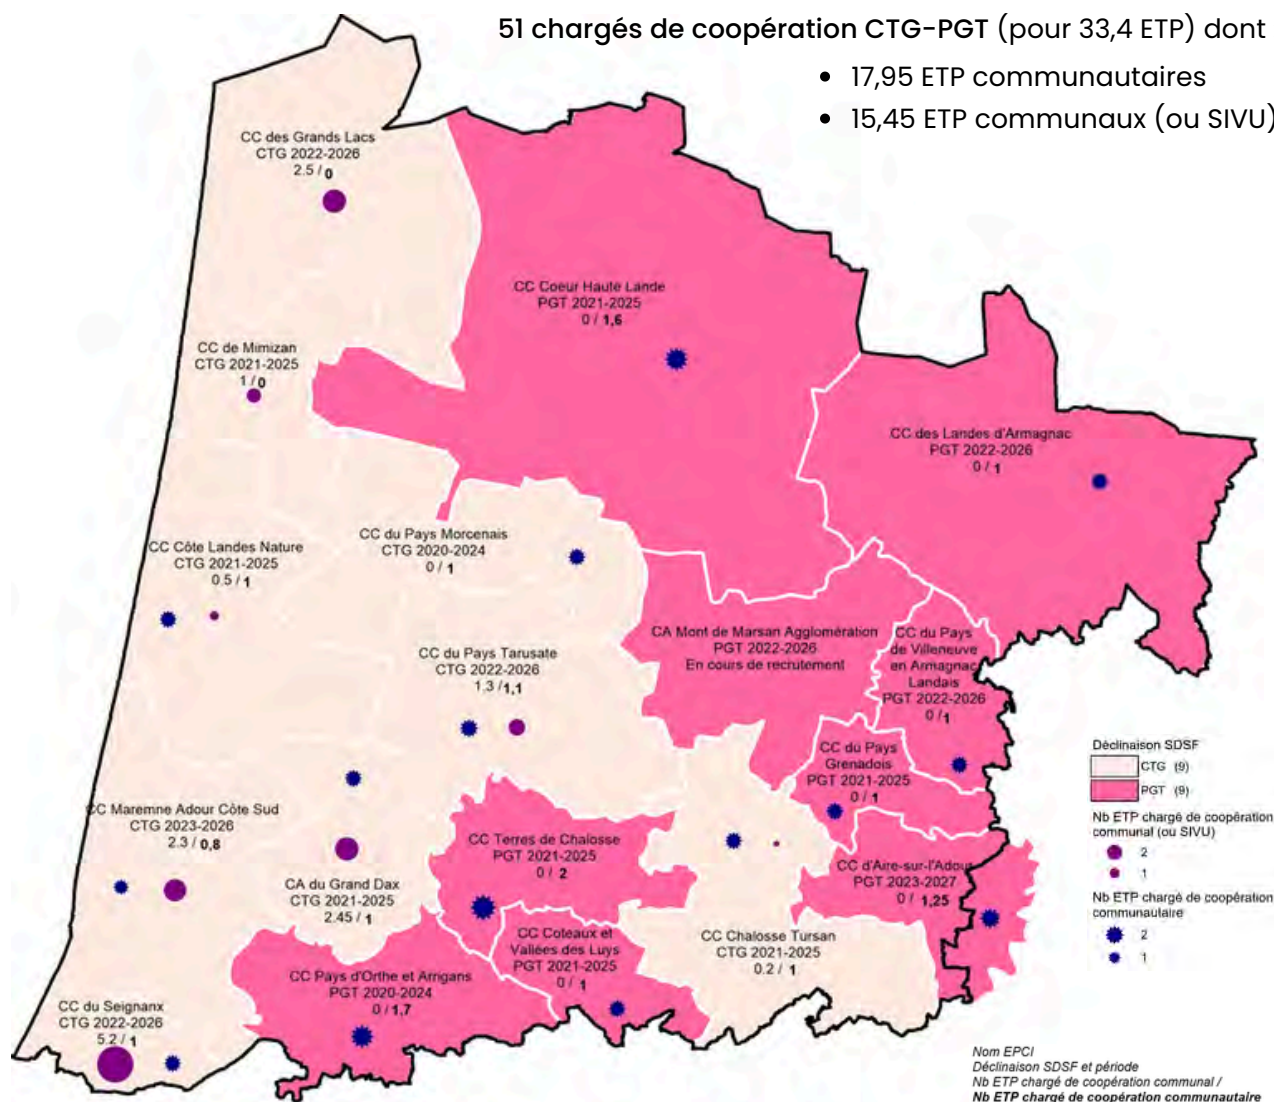 51 chargés de coopération CTG-PGT (pour 33,4 ETP) dont
• 17,95 ETP communautaires
• 15,45 ETP communaux (ou SIVU)
CC des Grands Lacs
CTG 2022-2026
2.5 / 0
CC Coeur Haute Lande
PGT 2021-2025
0 / 1,6
CC de Mimizan
CTG 2021-2025
1 / 0
CC des Landes d'Armagnac
PGT 2022-2026
0 / 1
CC du Pays Morcenais
CTG 2020-2024
0 / 1
CC Côte Landes Nature
CTG 2021-2025
0.5 / 1
CA Mont de Marsan Agglomération
PGT 2022-2026
En cours de recrutement
CC du Pays
de Villeneuve
en Armagnac
Landais
PGT 2022-2026
0 / 1
CC du Pays Tarusate
CTG 2022-2026
1.3 / 1,1
CC du Pays
Grenadois
PGT 2021-2025
0 / 1
CC Maremne Adour Côte Sud
CTG 2023-2026
2.3 / 0,8
CC Terres de Chalosse
PGT 2021-2025
0 / 2
CC d'Aire-sur-l'Adour
PGT 2023-2027
0 / 1,25
CA du Grand Dax
CTG 2021-2025
2.45 / 1
CC Coteaux et
Vallées des Luys
PGT 2021-2025
0 / 1
CC Chalosse Tursan
CTG 2021-2025
0.2 / 1
CC Pays d'Orthe et Arrigans
PGT 2020-2024
0 / 1,7
CC du Seignanx
CTG 2022-2026
5.2 / 1
Déclinaison SDSF
CTG (9)
PGT (9)
Nb ETP chargé de coopération
communal (ou SIVU)
2
1
Nb ETP chargé de coopération
communautaire
2
1
Nom EPCI
Déclinaison SDSF et période
Nb ETP chargé de coopération communal /
Nb ETP chargé de coopération communautaire